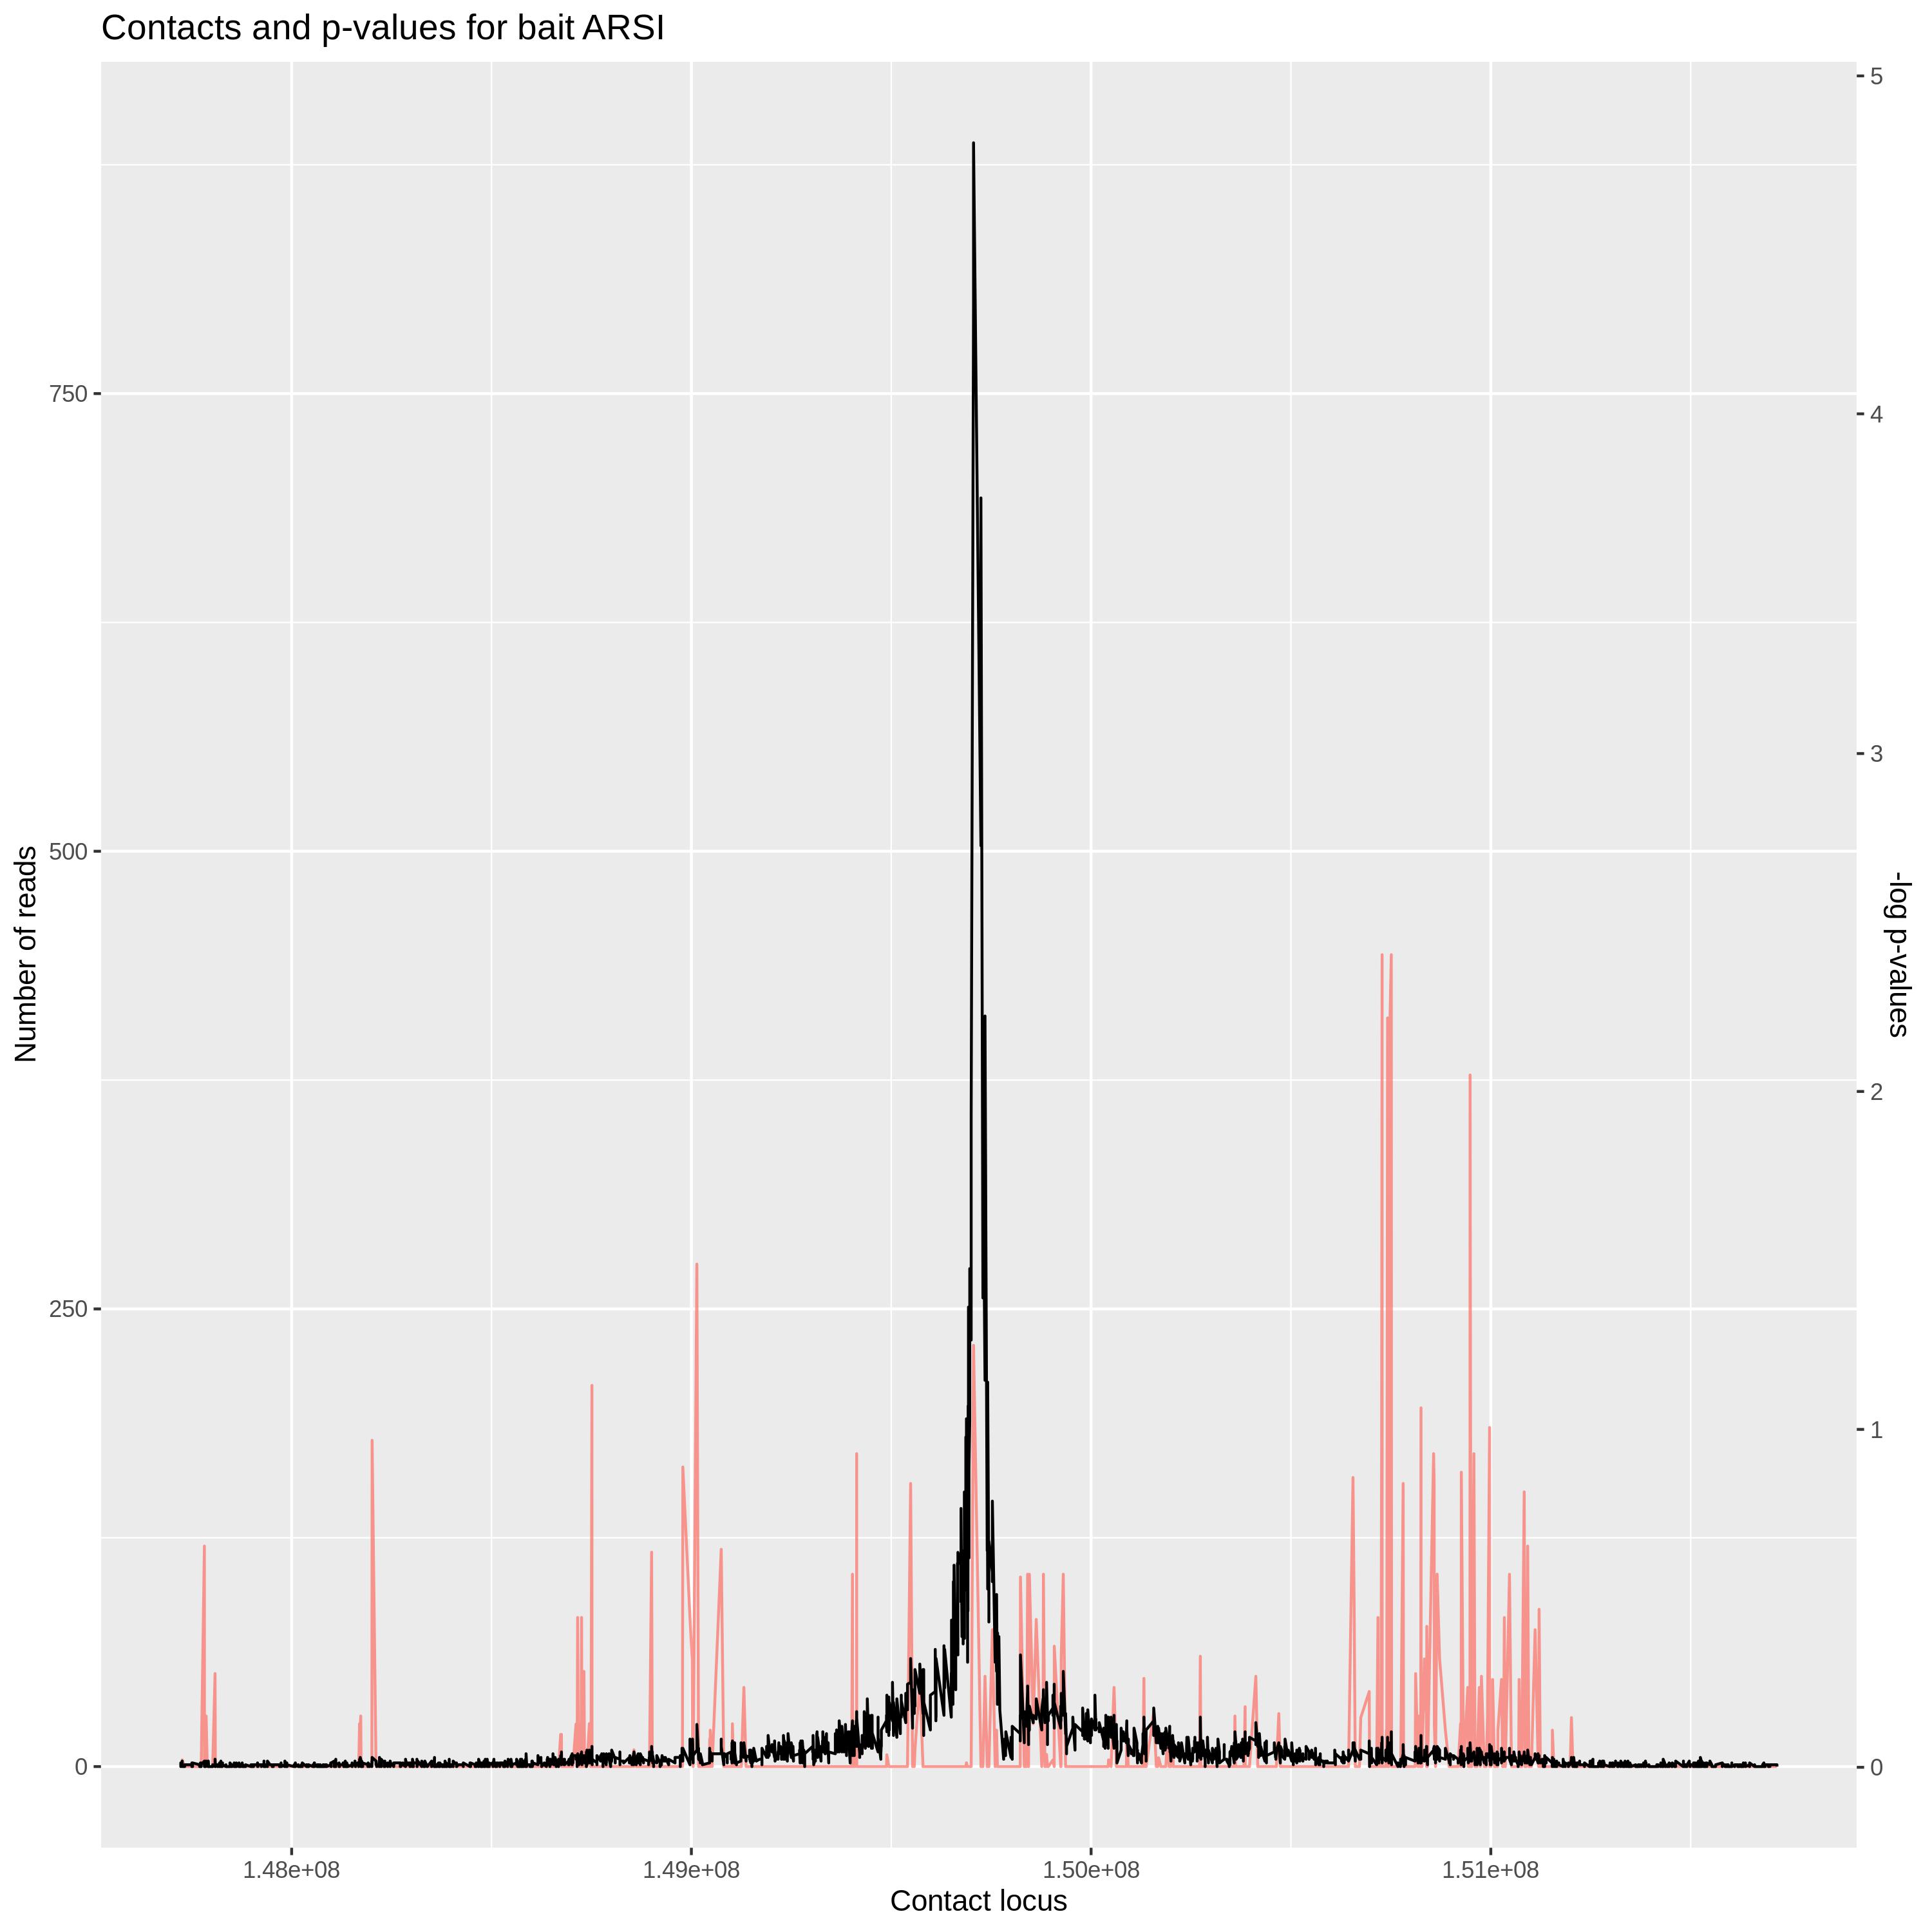 Contacts and p-values for bait ARSI
Number of reads
750
500
250
0
5
4
3
2
1
0
-log p-values
1.48e+08 1.49e+08 1.50e+08 1.51e+08
Contact locus